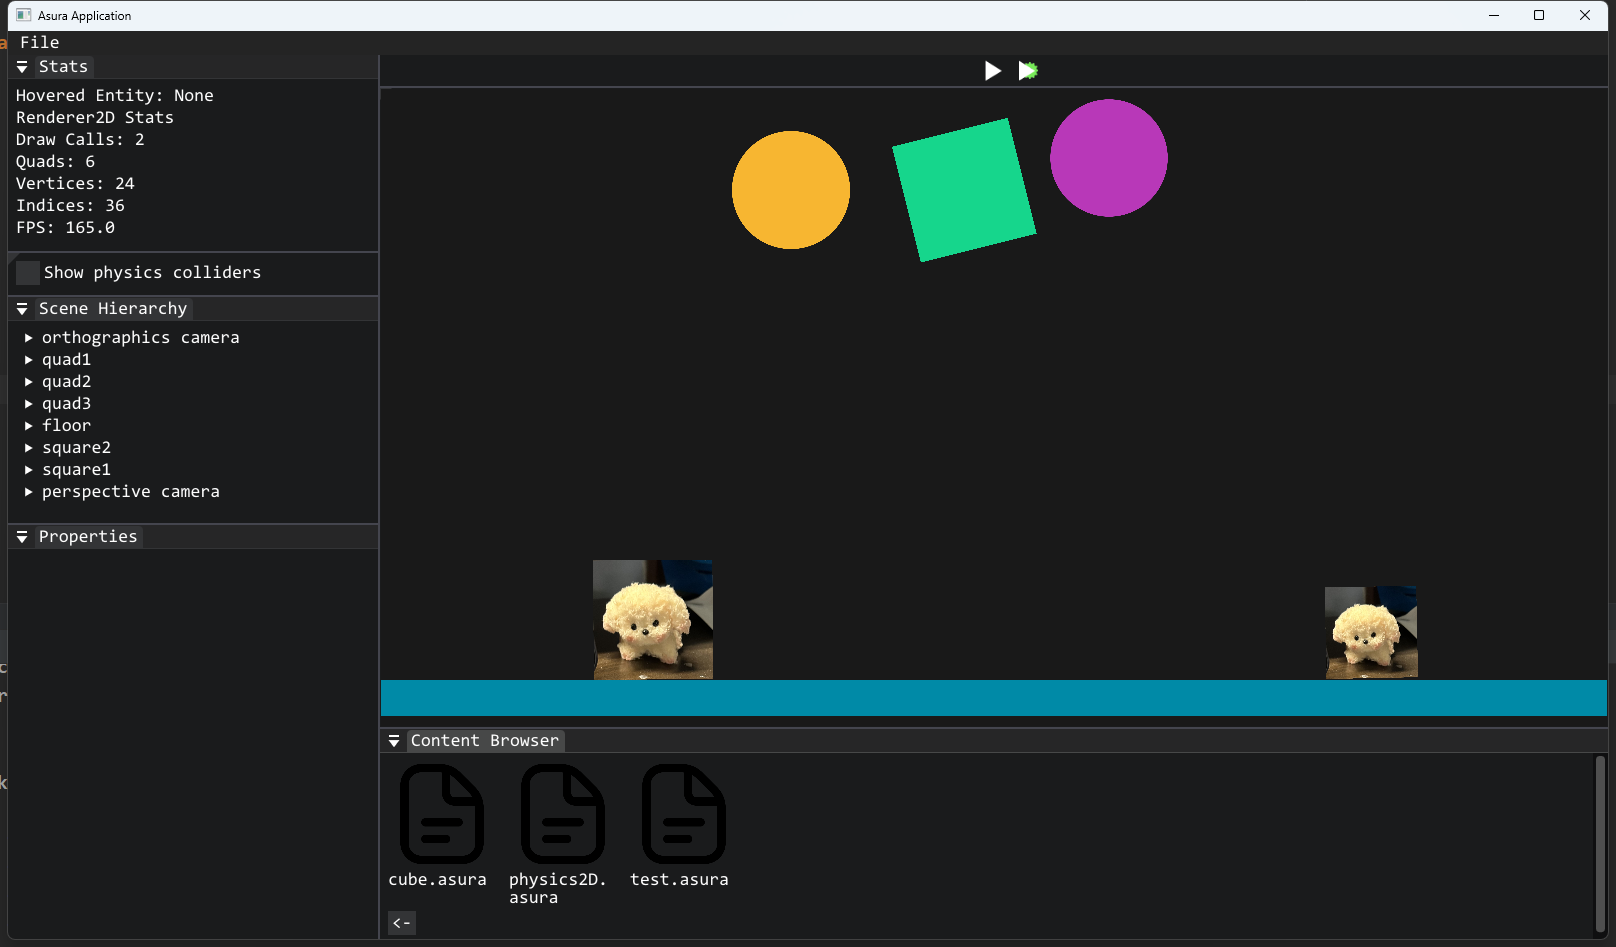 Asura Application
File
Stats
Hovered Entity: None
Renderer2D Stats
Draw Calls: 2
Quads: 6
Vertices: 24
Indices: 36
FPS: 165.0
Show physics colliders
Scene Hierarchy
orthographics camera
quad1
quad2
quad3
floor
square2
square1
perspective camera
Properties
Content Browser
cube.asura
physics2D.
asura
test.asura
<-